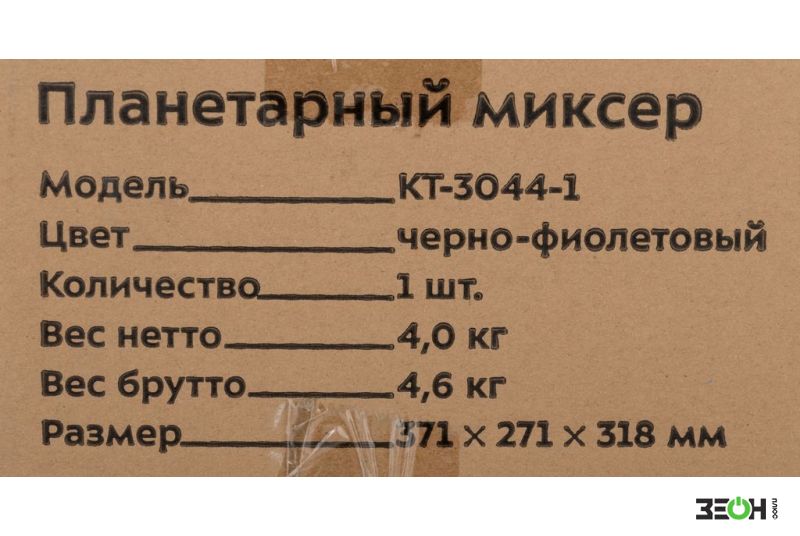 Планетарный миксер
Модель КТ-3044-1
Цвет черно-фиолетовый
Количество 1 шт.
Вес нетто 4,0 кг
Вес брутто 4,6 кг
Размер 371 × 271 × 318 мм
ЗЕОН